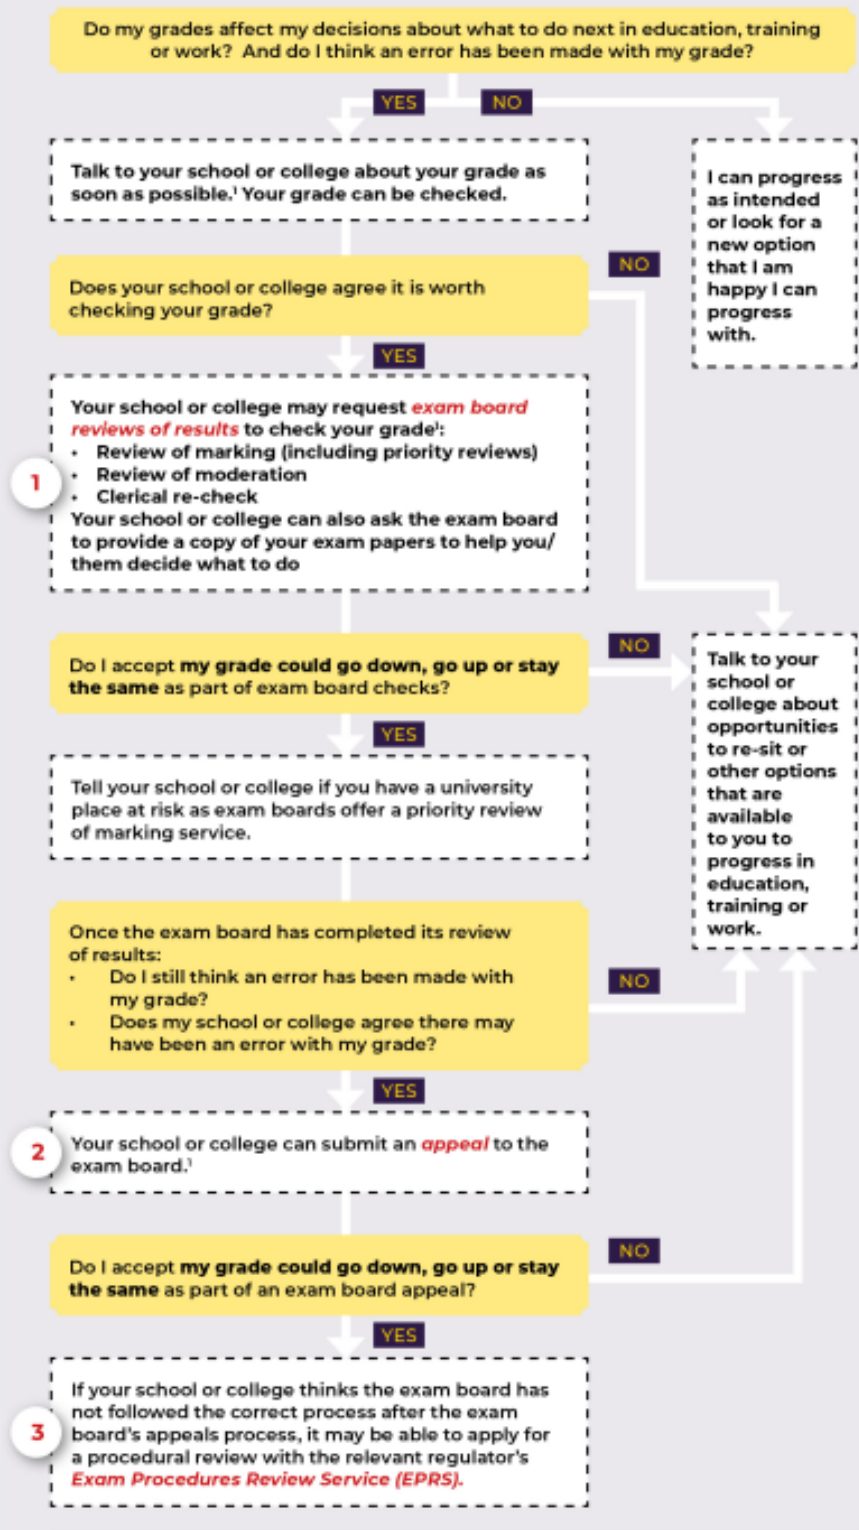 Do my grades affect my decisions about what to do next in education, training
or work? And do I think an error has been made with my grade?
YES
NO
Talk to your school or college about your grade as
soon as possible.¹ Your grade can be checked.
I can progress
as intended
or look for a
new option
that I am
happy I can
progress
with.
Does your school or college agree it is worth
checking your grade?
NO
YES
1
Your school or college may request exam board
reviews of results to check your grade¹:
• Review of marking (including priority reviews)
• Review of moderation
• Clerical re-check
Your school or college can also ask the exam board
to provide a copy of your exam papers to help you/
them decide what to do
Do I accept my grade could go down, go up or stay
the same as part of exam board checks?
NO
YES
Talk to your
school or
college about
opportunities
to re-sit or
other options
that are
available
to you to
progress in
education,
training or
work.
Tell your school or college if you have a university
place at risk as exam boards offer a priority review
of marking service.
Once the exam board has completed its review
of results:
• Do I still think an error has been made with
my grade?
• Does my school or college agree there may
have been an error with my grade?
NO
YES
2
Your school or college can submit an appeal to the
exam board.¹
Do I accept my grade could go down, go up or stay
the same as part of an exam board appeal?
NO
YES
3
If your school or college thinks the exam board has
not followed the correct process after the exam
board's appeals process, it may be able to apply for
a procedural review with the relevant regulator's
Exam Procedures Review Service (EPRS).